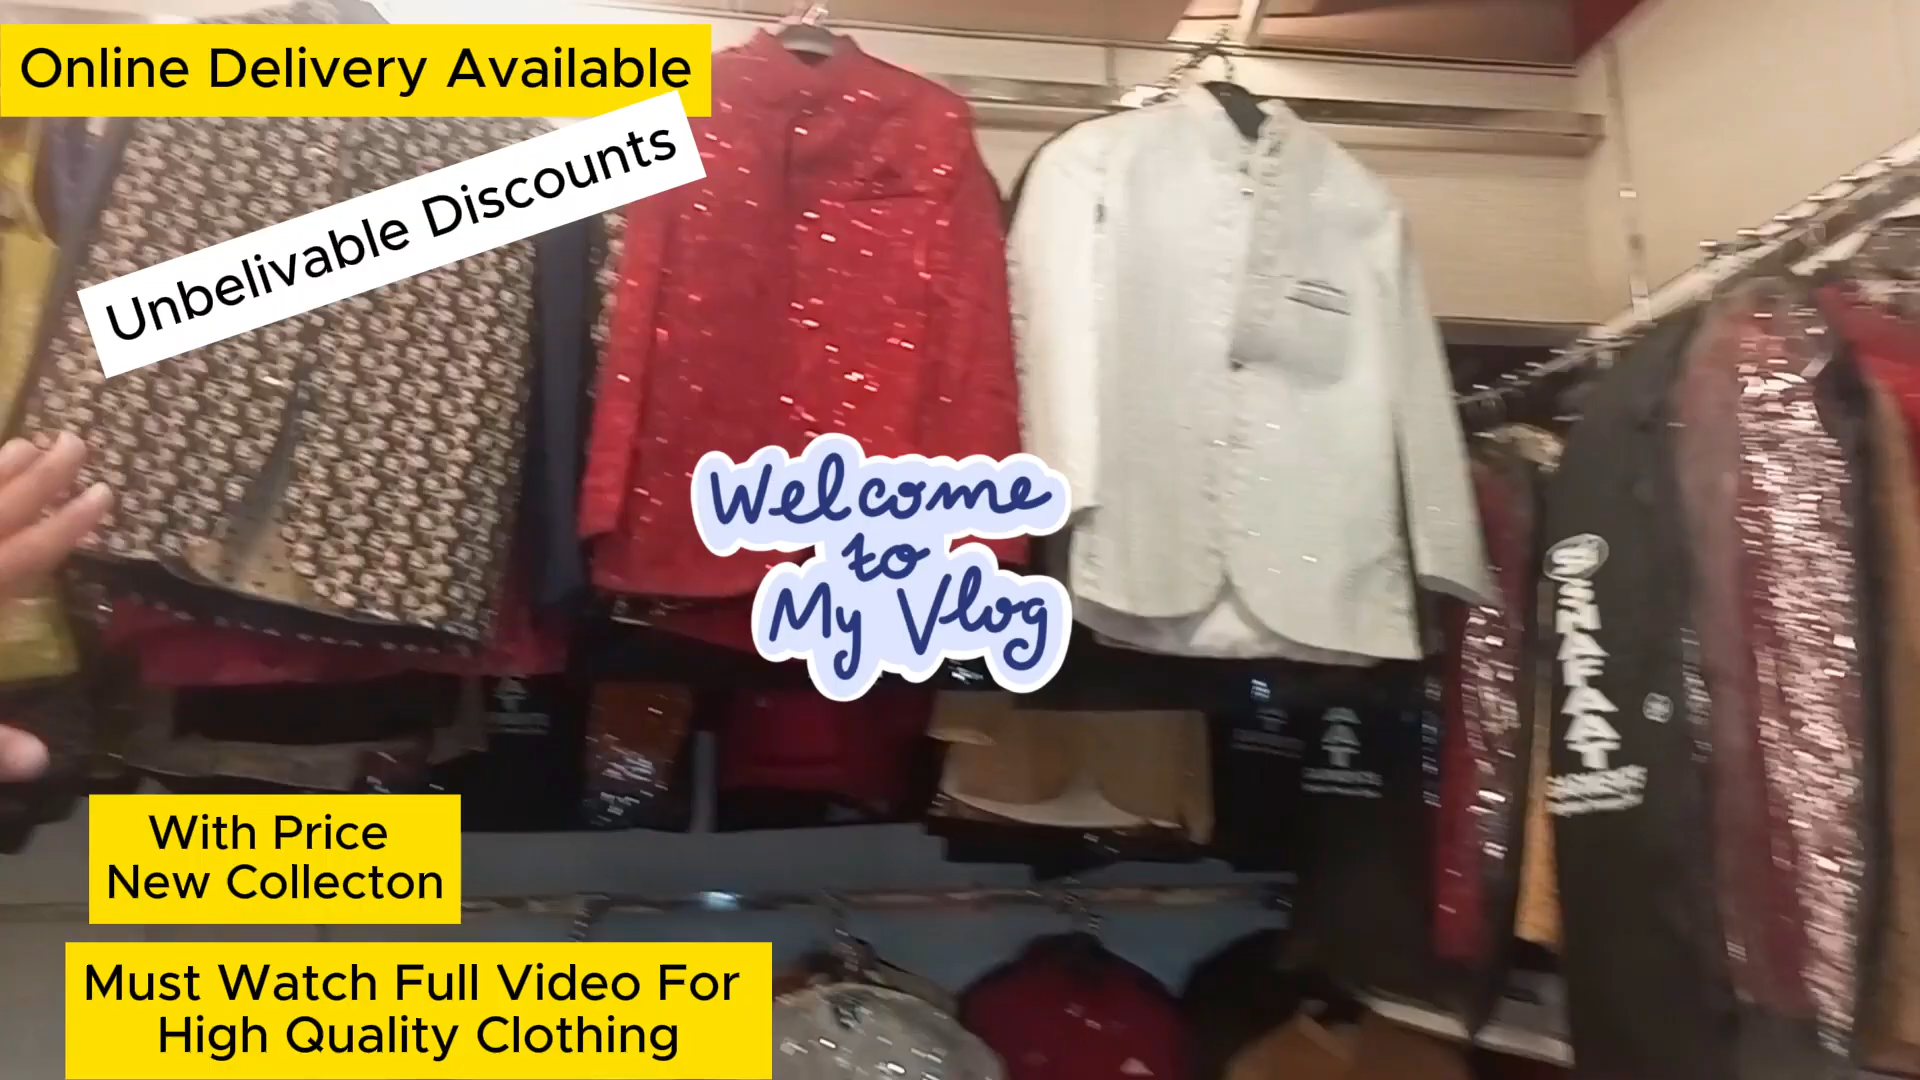 Online Delivery Available
Unbelivable Discounts
Welcome
to
My Vlog
With Price
New Collecton
Must Watch Full Video For
High Quality Clothing
SHAFAAT